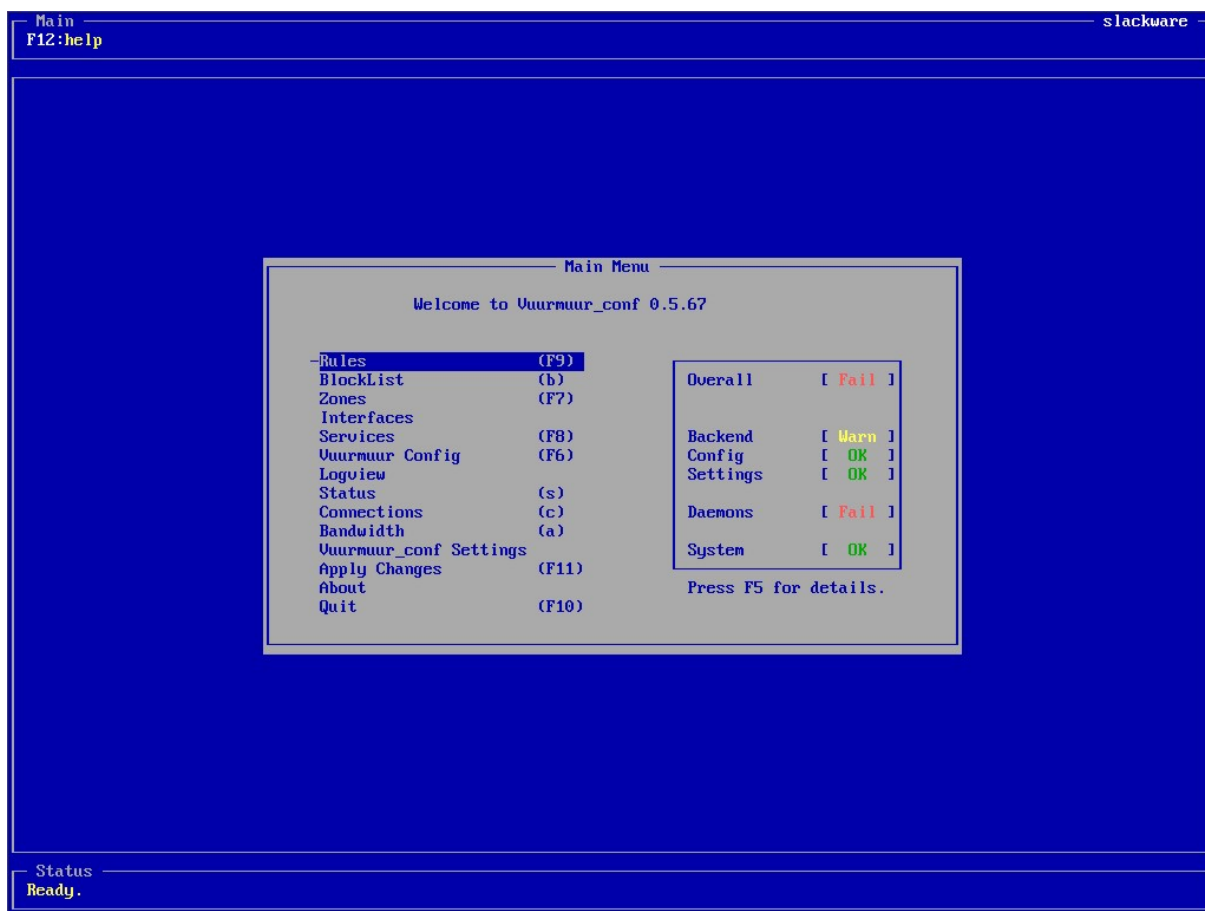 Main slackware
F12:help
Main Menu
Welcome to Vuurmuur_conf 0.5.67
Rules (F9)
BlockList (b)
Zones (F7)
Interfaces
Services (F8)
Vuurmuur Config (F6)
Logview
Status (s)
Connections (c)
Bandwidth (a)
Vuurmuur_conf Settings
Apply Changes (F11)
About
Quit (F10)
Overall [ Fail ]
Backend [ Warn ]
Config [ OK ]
Settings [ OK ]
Daemons [ Fail ]
System [ OK ]
Press F5 for details.
Status
Ready.